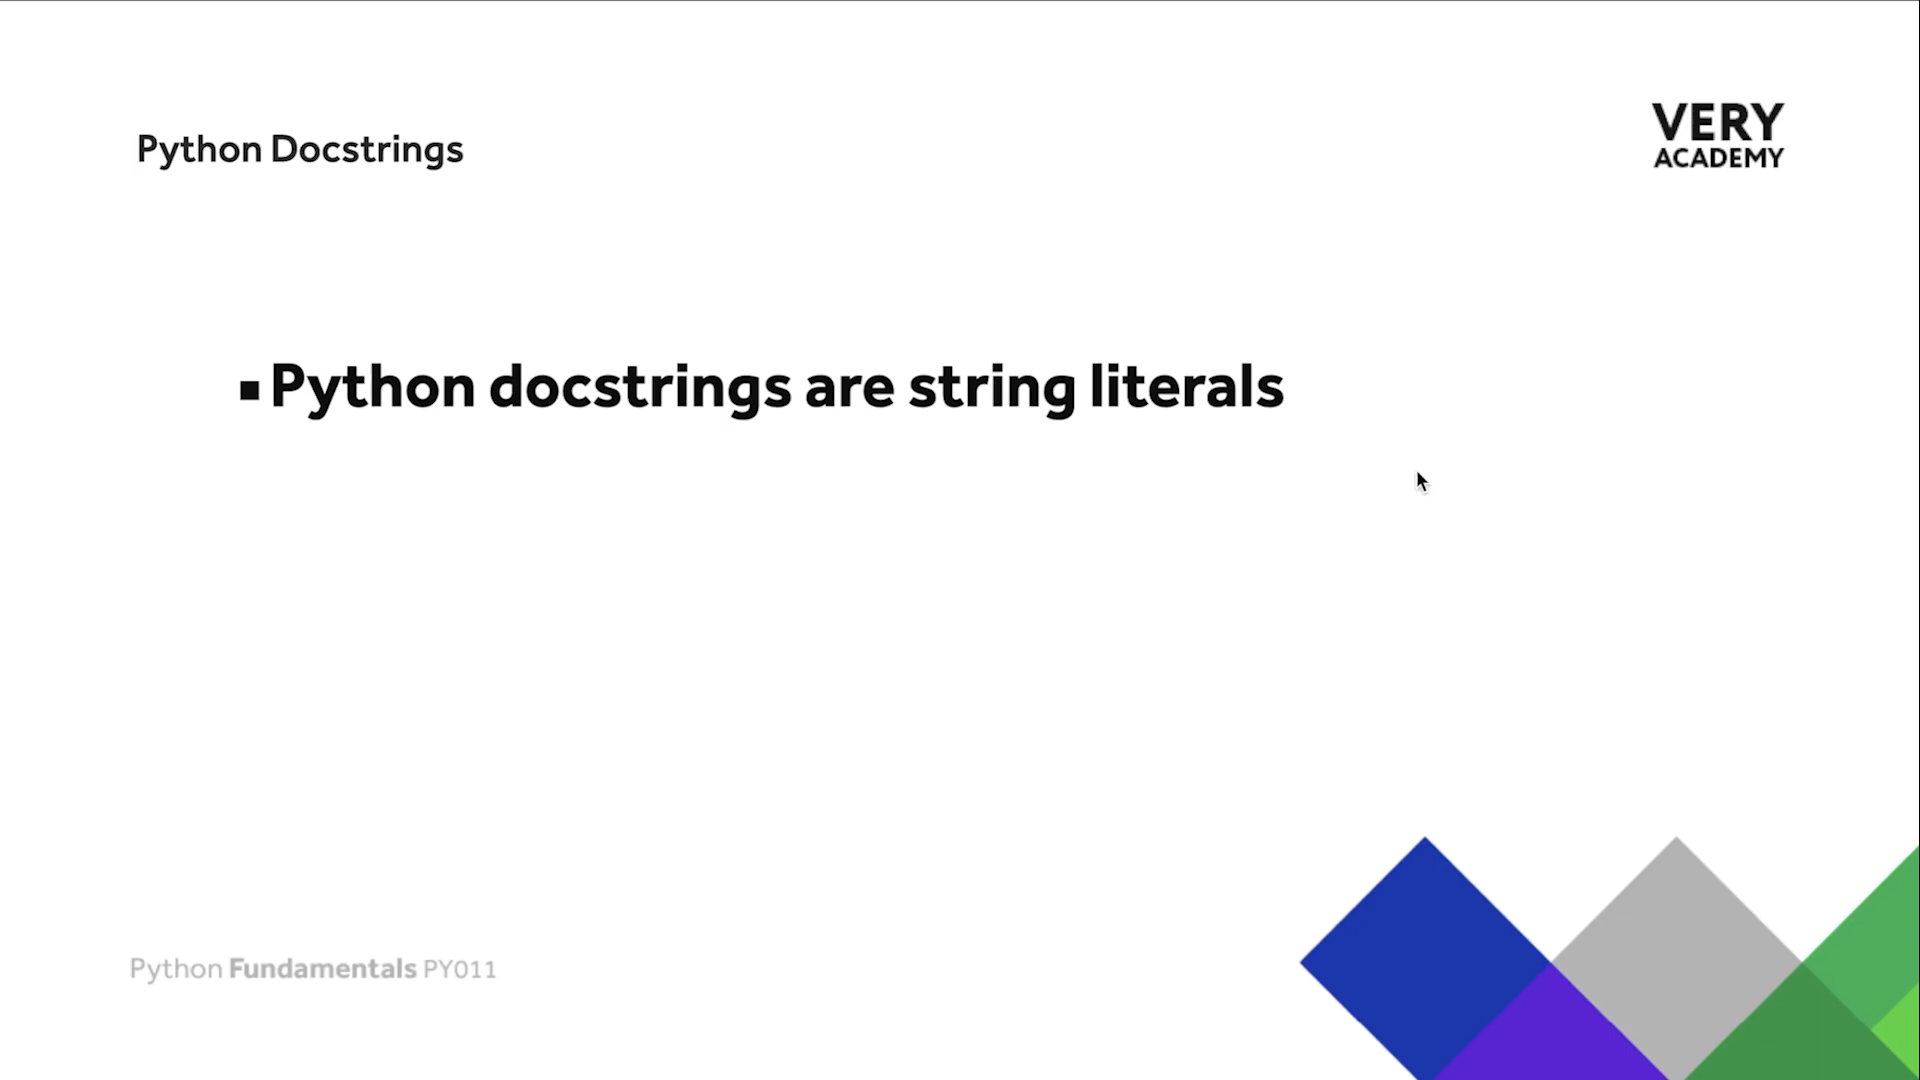 Python Docstrings
VERY
ACADEMY
▪Python docstrings are string literals
Python Fundamentals PY011